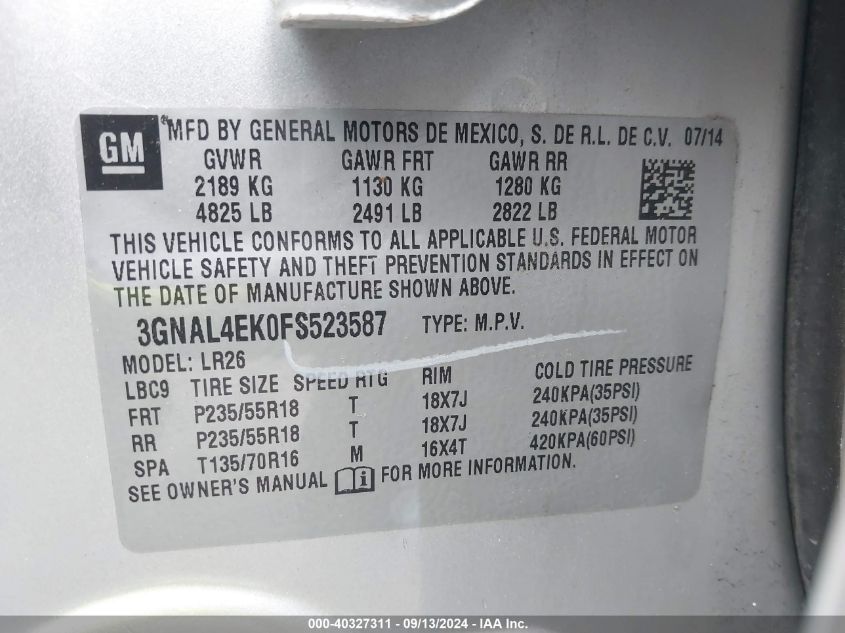 GM ® MFD BY GENERAL MOTORS DE MEXICO, S. DE R.L. DE C.V. 07/14
GVWR GAWR FRT GAWR RR
2189 KG 1130 KG 1280 KG
4825 LB 2491 LB 2822 LB
THIS VEHICLE CONFORMS TO ALL APPLICABLE U.S. FEDERAL MOTOR
VEHICLE SAFETY AND THEFT PREVENTION STANDARDS IN EFFECT ON
THE DATE OF MANUFACTURE SHOWN ABOVE.
3GNAL4EK0FS523587 TYPE: M.P.V.
MODEL: LR26
LBC9 TIRE SIZE SPEED RTG RIM COLD TIRE PRESSURE
FRT P235/55R18 T 18X7J 240KPA(35PSI)
RR P235/55R18 T 18X7J 240KPA(35PSI)
SPA T135/70R16 M 16X4T 420KPA(60PSI)
SEE OWNER'S MANUAL FOR MORE INFORMATION.
000-40327311 - 09/13/2024 - IAA Inc.